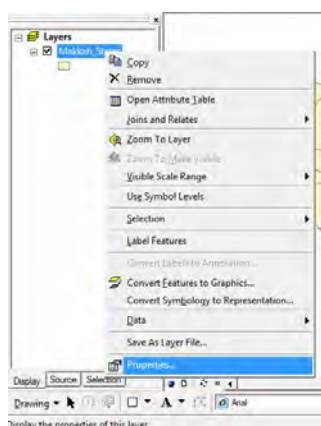 Layers
Copy
Remove
Open Attribute Table
Joins and Relates
Zoom To Layer
Zoom To Make Visible
Visible Scale Range
Use Symbol Levels
Selection
Label Features
Convert Labels to Annotation...
Convert Features to Graphics...
Convert Symbology to Representation...
Data
Save As Layer File...
Properties...
Display Source Selection
Drawing A Arial
Display the properties of this layer